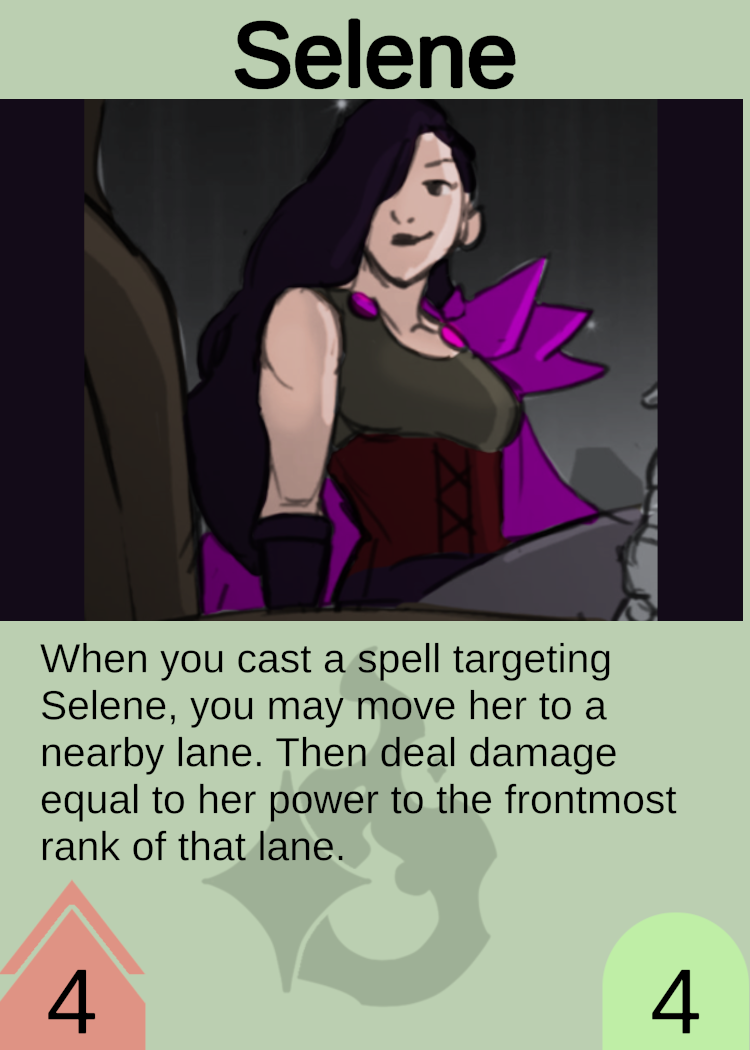 Selene
When you cast a spell targeting
Selene, you may move her to a
nearby lane. Then deal damage
equal to her power to the frontmost
rank of that lane.
4
4